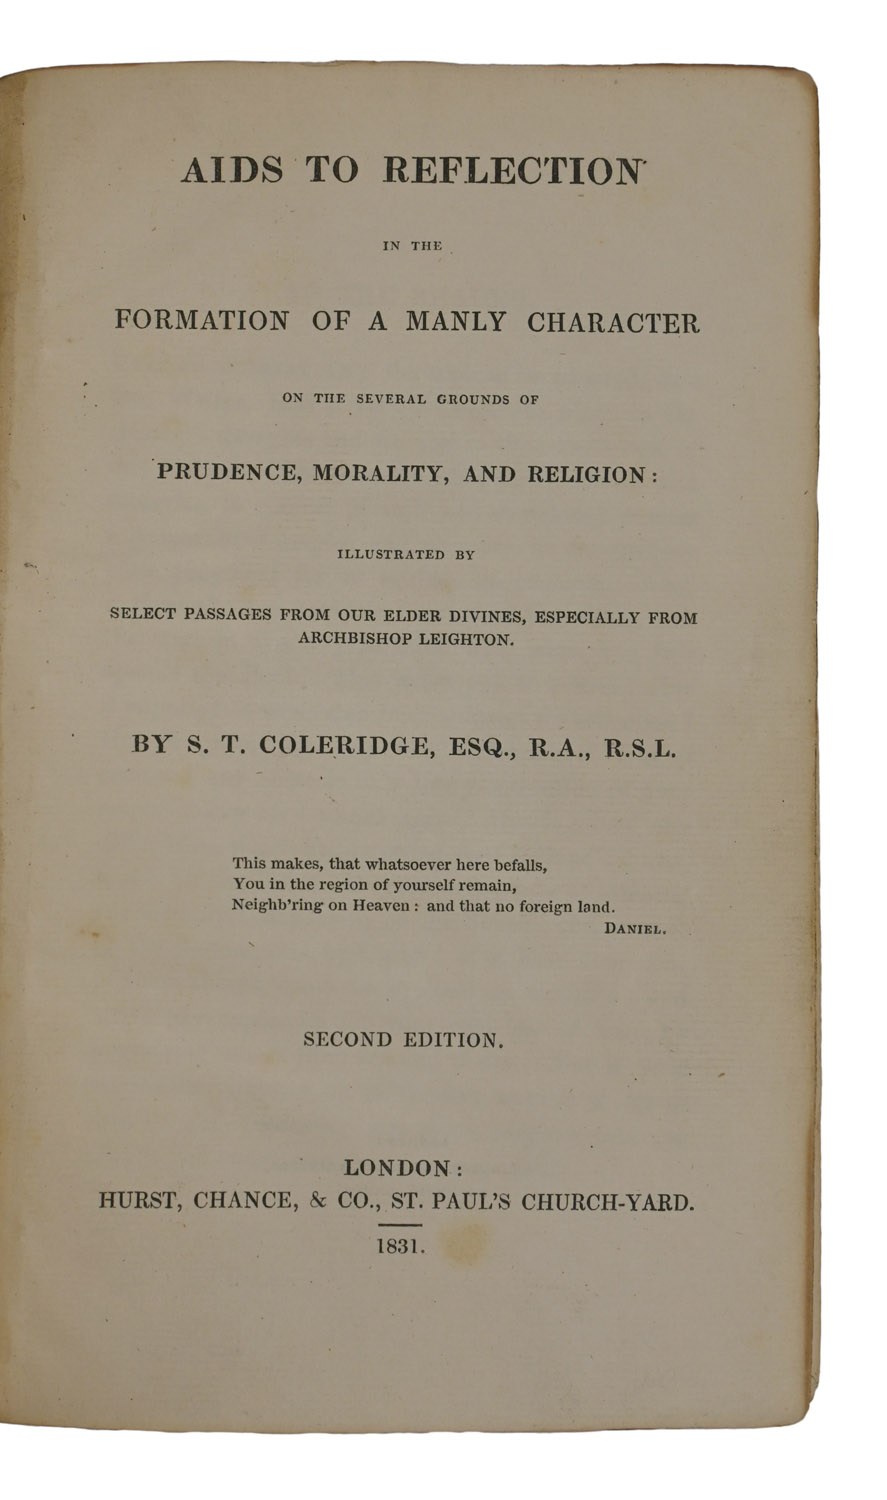 AIDS TO REFLECTION
IN THE
FORMATION OF A MANLY CHARACTER
ON THE SEVERAL GROUNDS OF
PRUDENCE, MORALITY, AND RELIGION:
ILLUSTRATED BY
SELECT PASSAGES FROM OUR ELDER DIVINES, ESPECIALLY FROM
ARCHBISHOP LEIGHTON.
BY S. T. COLERIDGE, ESQ., R.A., R.S.L.
This makes, that whatsoever here befalls,
You in the region of yourself remain,
Neighb'ring on Heaven: and that no foreign land.
DANIEL.
SECOND EDITION.
LONDON:
HURST, CHANCE, & CO., ST. PAUL'S CHURCH-YARD.
1831.